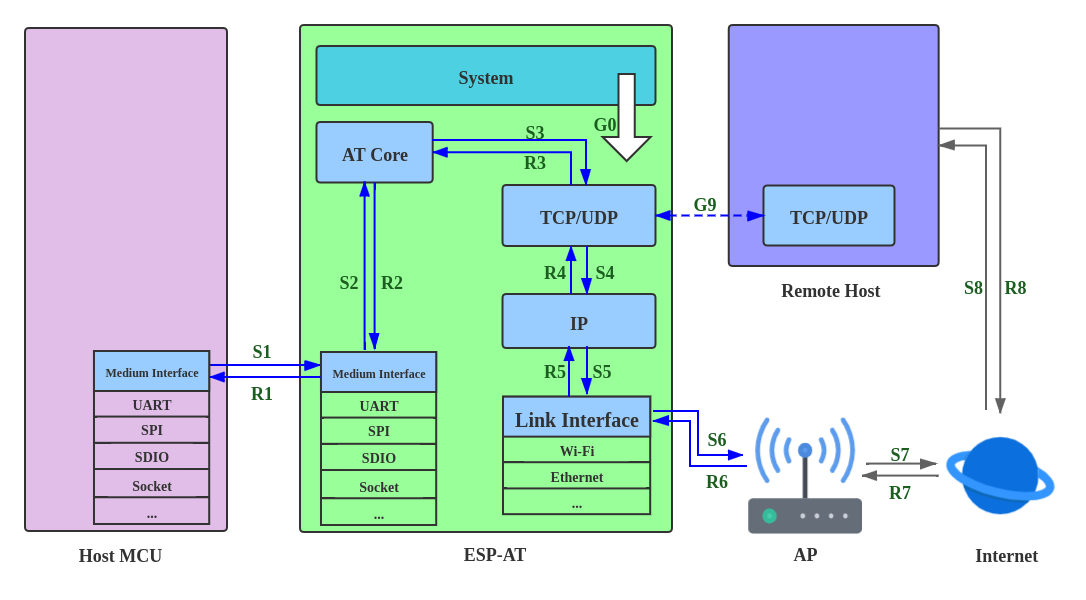 System
G0
AT Core
S3
R3
TCP/UDP
G9
TCP/UDP
Remote Host
S2
R2
R4
S4
S8
R8
IP
S1
R1
R5
S5
Medium Interface
UART
SPI
SDIO
Socket
...
Host MCU
Medium Interface
UART
SPI
SDIO
Socket
...
Link Interface
Wi-Fi
Ethernet
...
ESP-AT
S6
R6
S7
R7
AP
Internet